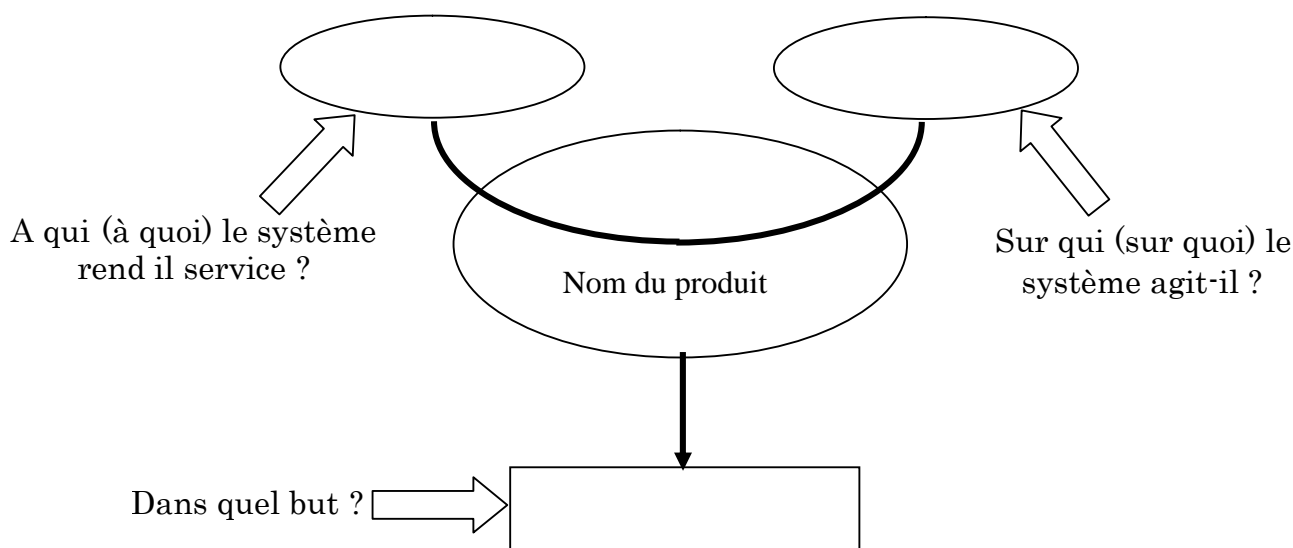 A qui (à quoi) le système
rend il service ?
Nom du produit
Sur qui (sur quoi) le
système agit-il ?
Dans quel but ?